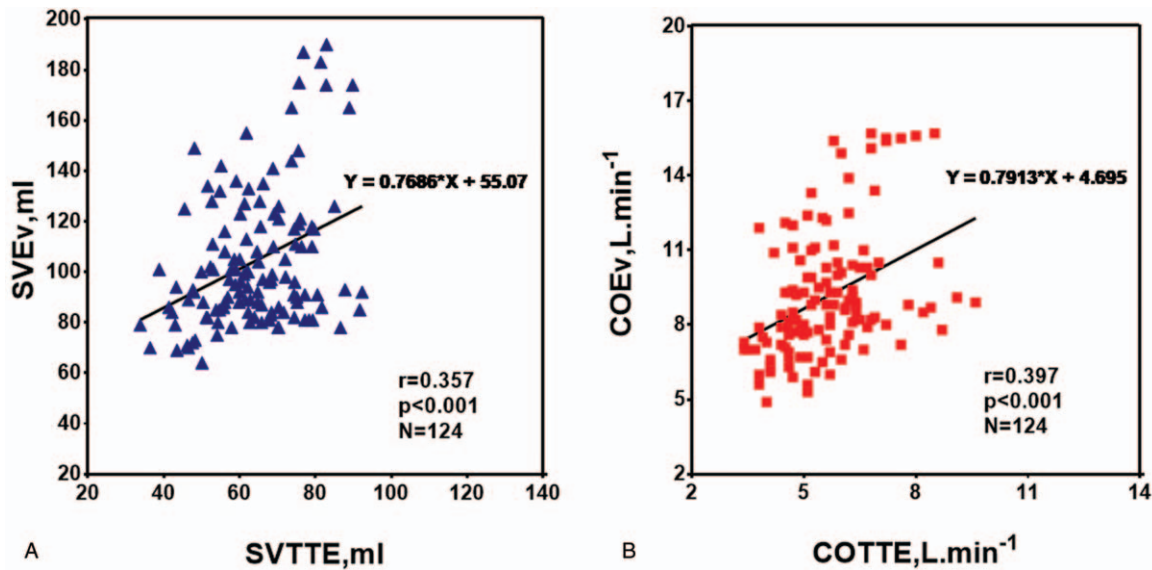 200
180
160
140
120
100
80
60
40
20
20 40 60 80 100 120 140
SVEv,ml
SVTTE,ml
Y = 0.7686*X + 55.07
r=0.357
p<0.001
N=124
A
20
17
14
11
8
5
2
2 5 8 11 14
COEv,L.min-1
COTTE,L.min-1
Y = 0.7913*X + 4.695
r=0.397
p<0.001
N=124
B